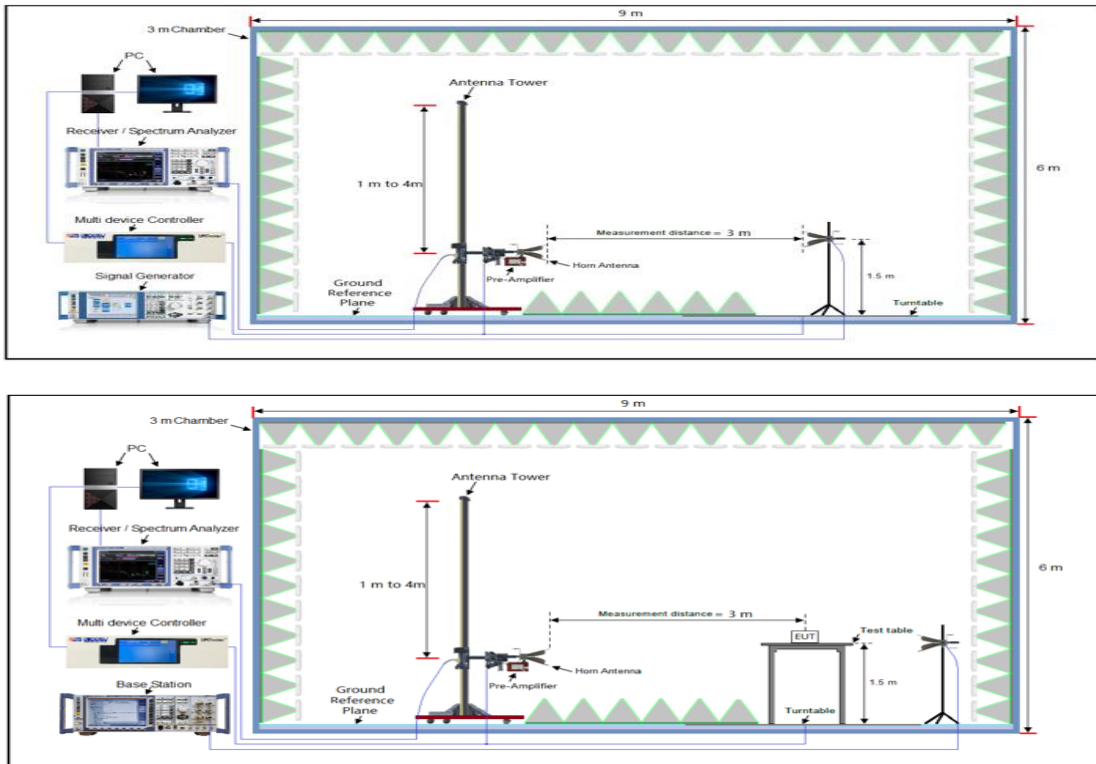 9 m
3 m Chamber
PC
Antenna Tower
Receiver / Spectrum Analyzer
1 m to 4m
6 m
Multi device Controller
Measurement distance = 3 m
Horn Antenna
Signal Generator
Pre-Amplifier
1.5 m
Ground
Reference
Plane
Turntable
9 m
3 m Chamber
PC
Antenna Tower
Receiver / Spectrum Analyzer
1 m to 4m
6 m
Measurement distance = 3 m
Multi device Controller
EUT
Test table
Horn Antenna
Base Station
Pre-Amplifier
1.5 m
Ground
Reference
Plane
Turntable